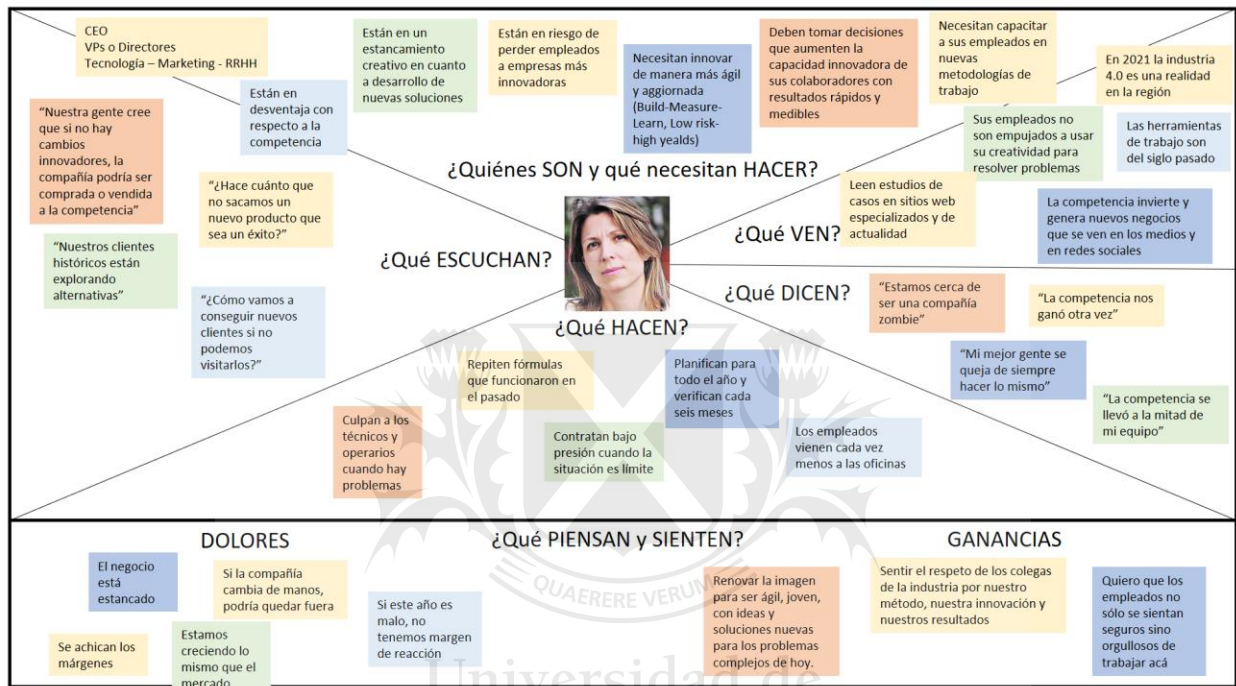 CEO
VPs o Directores
Tecnología – Marketing - RRHH
Están en un
estancamiento
creativo en cuanto
a desarrollo de
nuevas soluciones
Están en riesgo de
perder empleados
a empresas más
innovadoras
Necesitan innovar
de manera más ágil
y aggiornada
(Build-Measure-
Learn, Low risk-
high yealds)
Deben tomar decisiones
que aumenten la
capacidad innovadora de
sus colaboradores con
resultados rápidos y
medibles
Necesitan capacitar
a sus empleados en
nuevas
metodologías de
trabajo
En 2021 la industria
4.0 es una realidad
en la región
Están en
desventaja con
respecto a la
competencia
“Nuestra gente cree
que si no hay
cambios
innovadores, la
compañía podría ser
comprada o vendida
a la competencia”
Sus empleados no
son empujados a usar
su creatividad para
resolver problemas
Las herramientas
de trabajo son
del siglo pasado
¿Quiénes SON y qué necesitan HACER?
“¿Hace cuánto que
no sacamos un
nuevo producto que
sea un éxito?”
Leen estudios de
casos en sitios web
especializados y de
actualidad
La competencia invierte y
genera nuevos negocios
que se ven en los medios y
en redes sociales
¿Qué VEN?
“Nuestros clientes
históricos están
explorando
alternativas”
¿Qué ESCUCHAN?
“¿Cómo vamos a
conseguir nuevos
clientes si no
podemos
visitarlos?”
¿Qué DICEN?
“Estamos cerca de
ser una compañía
zombie”
“La competencia nos
ganó otra vez”
“Mi mejor gente se
queja de siempre
hacer lo mismo”
“La competencia se
llevó a la mitad de
mi equipo”
¿Qué HACEN?
Repiten fórmulas
que funcionaron en
el pasado
Planifican para
todo el año y
verifican cada
seis meses
Culpan a los
técnicos y
operarios
cuando hay
problemas
Contratan bajo
presión cuando la
situación es límite
Los empleados
vienen cada vez
menos a las oficinas
DOLORES
¿Qué PIENSAN y SIENTEN?
GANANCIAS
El negocio
está
estancado
Si la compañía
cambia de manos,
podría quedar fuera
Se achican los
márgenes
Estamos
creciendo lo
mismo que el
mercado
Si este año es
malo, no
tenemos margen
de reacción
Renovar la imagen
para ser ágil, joven,
con ideas y
soluciones nuevas
para los problemas
complejos de hoy.
Sentir el respeto de los colegas
de la industria por nuestro
método, nuestra innovación y
nuestros resultados
Quiero que los
empleados no
sólo se sientan
seguros sino
orgullosos de
trabajar acá
QUAERERE VERUM
Universidad de